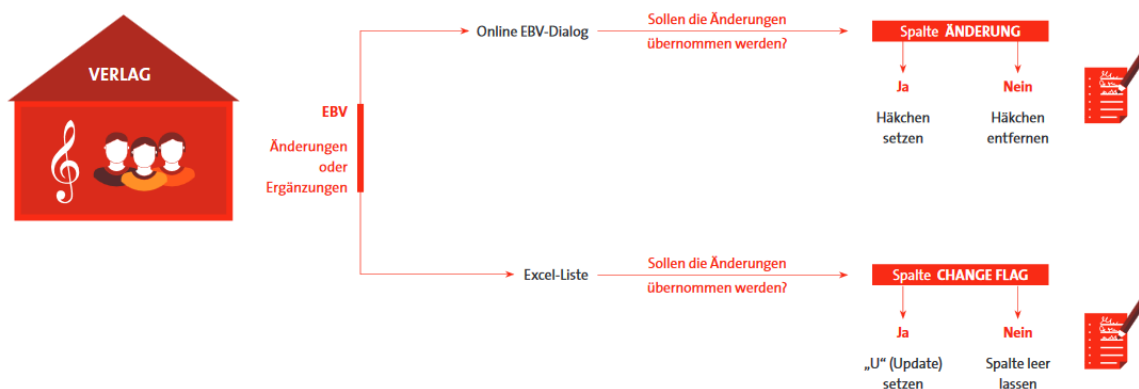 VERLAG
EBV
Änderungen
oder
Ergänzungen
Online EBV-Dialog
Sollen die Änderungen
übernommen werden?
Spalte ÄNDERUNG
Ja
Nein
Häkchen
setzen
Häkchen
entfernen
Excel-Liste
Sollen die Änderungen
übernommen werden?
Spalte CHANGE FLAG
Ja
Nein
„U“ (Update)
setzen
Spalte leer
lassen